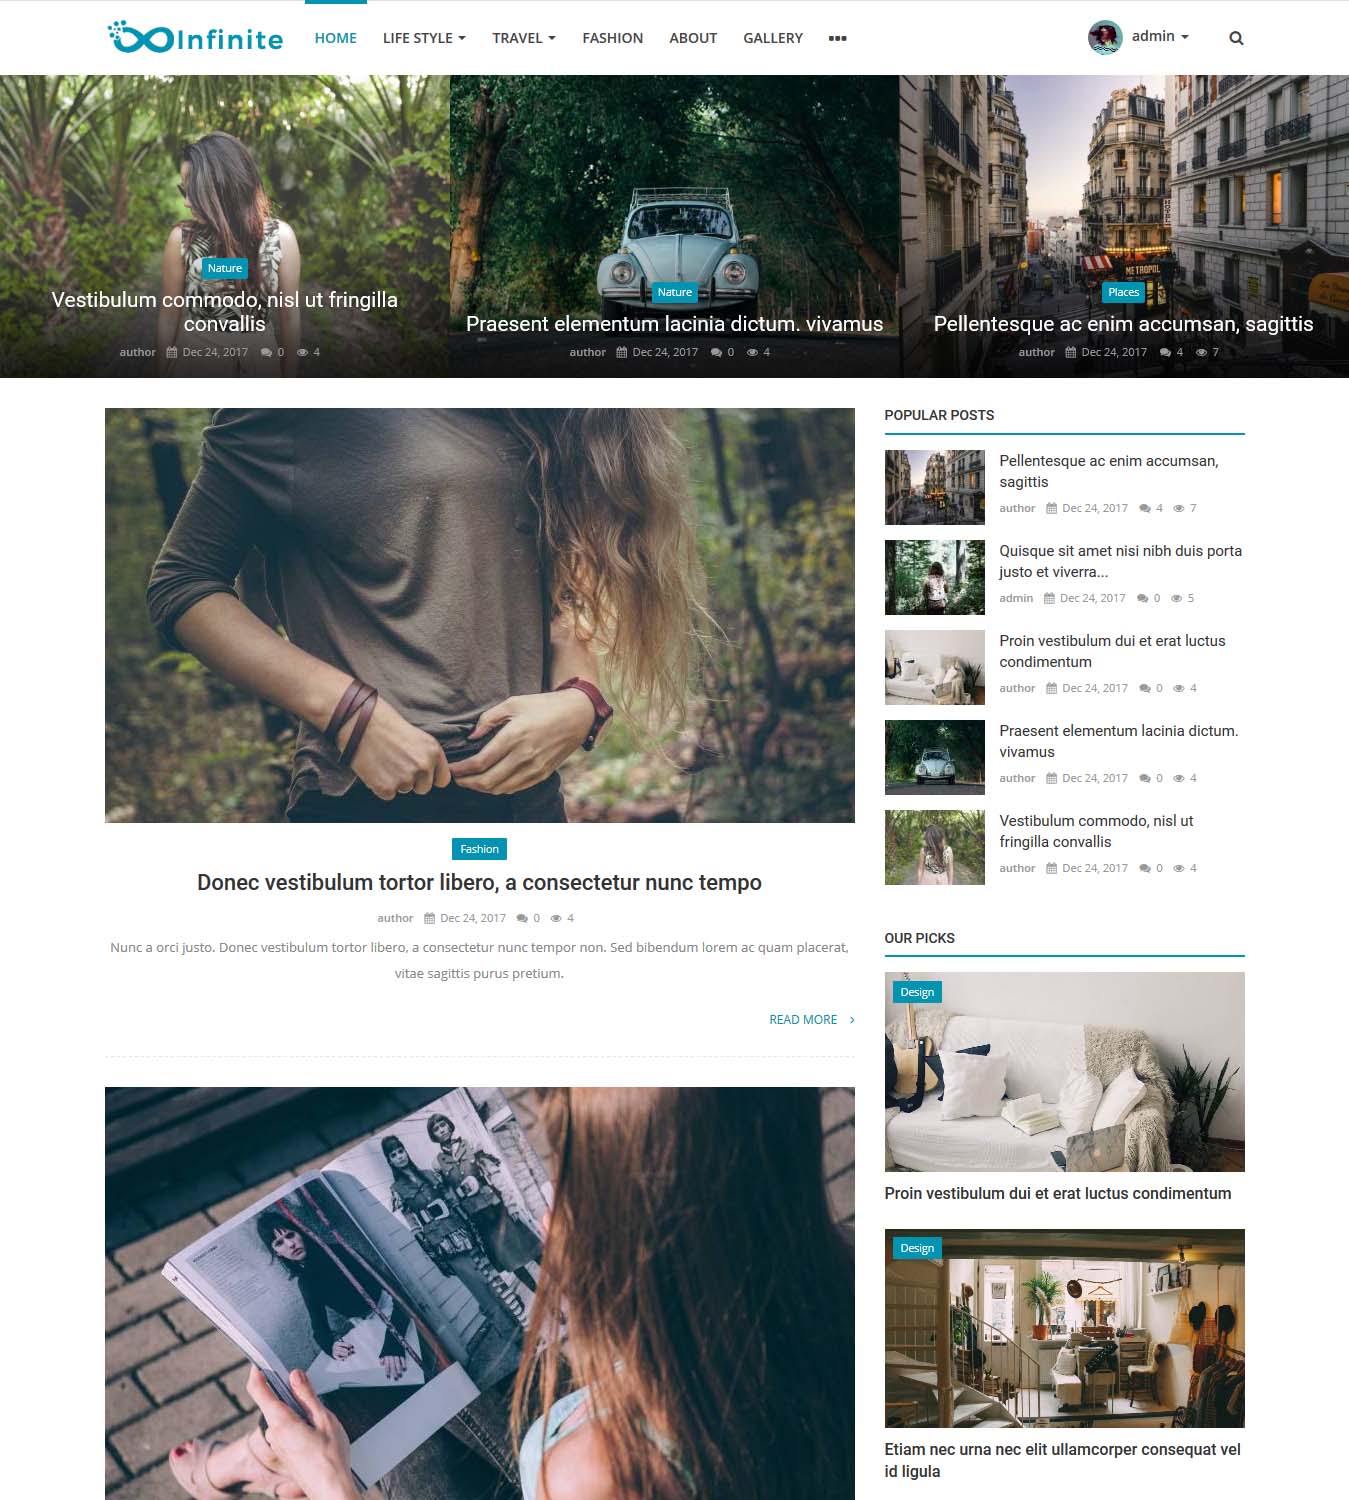 Infinite
HOME
LIFE STYLE
TRAVEL
FASHION
ABOUT
GALLERY
admin
Nature
Vestibulum commodo, nisl ut fringilla
convallis
author Dec 24, 2017 0 4
Nature
Praesent elementum lacinia dictum. vivamus
author Dec 24, 2017 0 4
METROPOL
Places
Pellentesque ac enim accumsan, sagittis
author Dec 24, 2017 4 7
Fashion
Donec vestibulum tortor libero, a consectetur nunc tempo
author Dec 24, 2017 0 4
Nunc a orci justo. Donec vestibulum tortor libero, a consectetur nunc tempor non. Sed bibendum lorem ac quam placerat,
vitae sagittis purus pretium.
READ MORE
POPULAR POSTS
Pellentesque ac enim accumsan,
sagittis
author Dec 24, 2017 4 7
Quisque sit amet nisi nibh duis porta
justo et viverra...
admin Dec 24, 2017 0 5
Proin vestibulum dui et erat luctus
condimentum
author Dec 24, 2017 0 4
Praesent elementum lacinia dictum.
vivamus
author Dec 24, 2017 0 4
Vestibulum commodo, nisl ut
fringilla convallis
author Dec 24, 2017 0 4
OUR PICKS
Design
Proin vestibulum dui et erat luctus condimentum
Design
Etiam nec urna nec elit ullamcorper consequat vel
id ligula